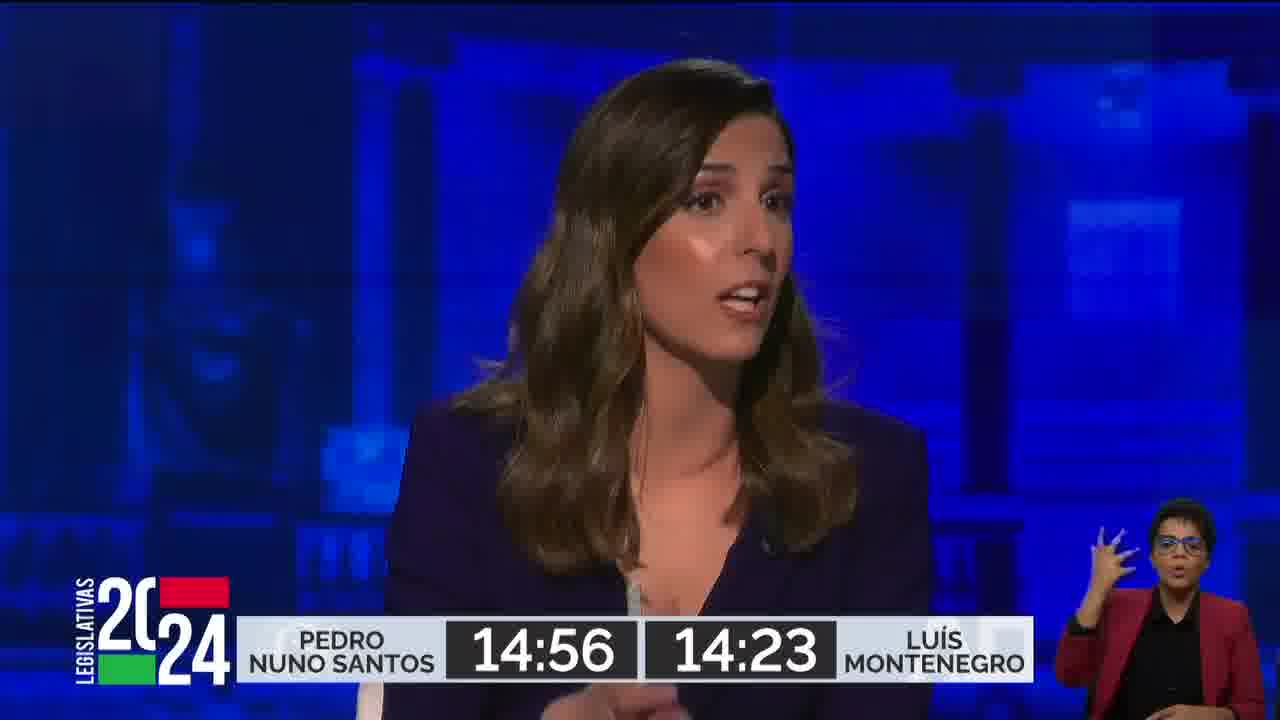 LEGISLATIVAS
2024
PEDRO
NUNO SANTOS
14:56
14:23
LUÍS
MONTENEGRO